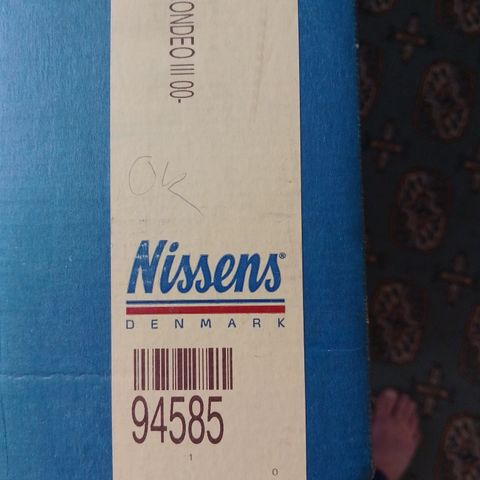 ONDEO III 00-
OK
Nissens®
DENMARK
94585
1
0